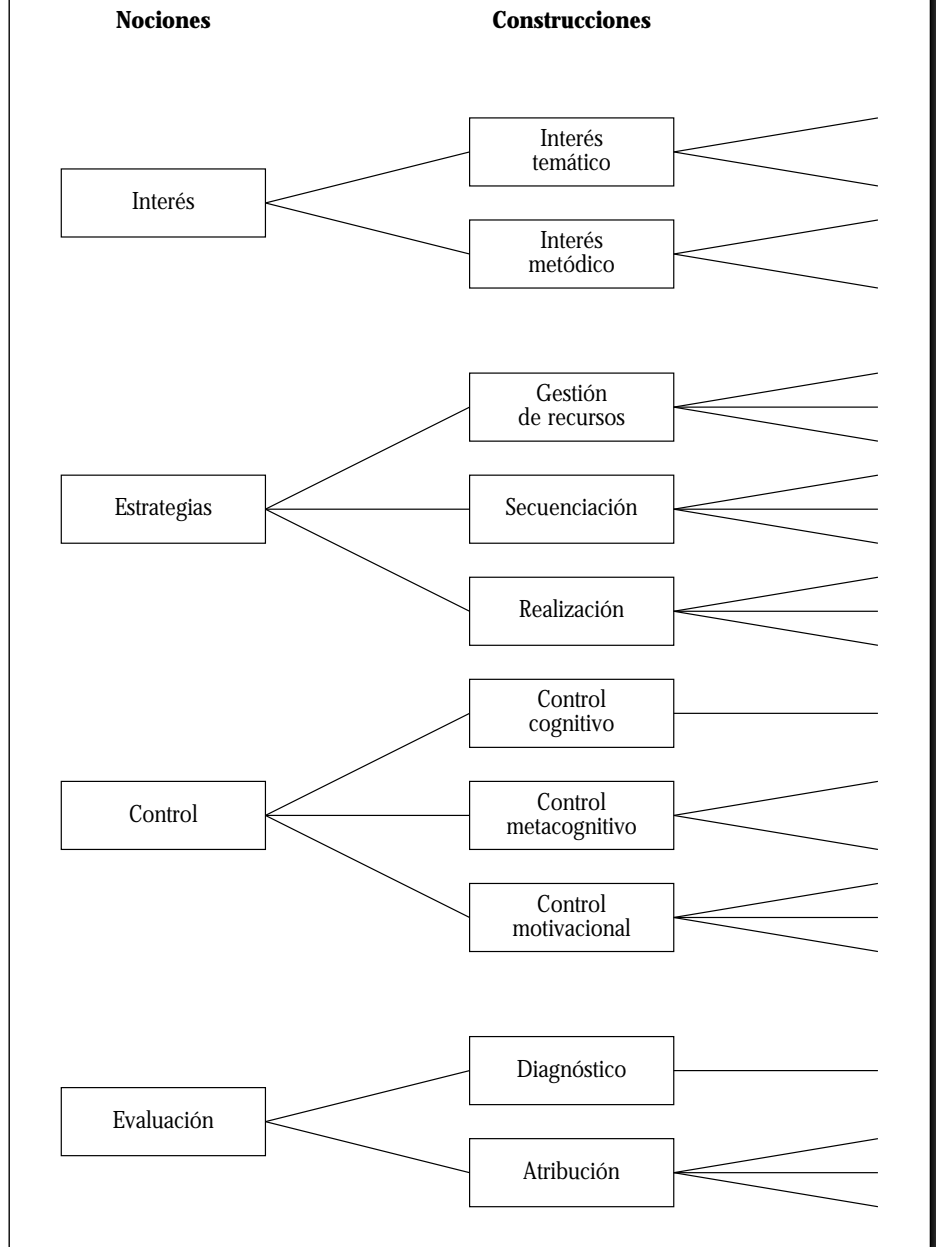 Nociones
Construcciones
Interés
Interés
temático
Interés
metódico
Estrategias
Gestión
de recursos
Secuenciación
Realización
Control
Control
cognitivo
Control
metacognitivo
Control
motivacional
Evaluación
Diagnóstico
Atribución